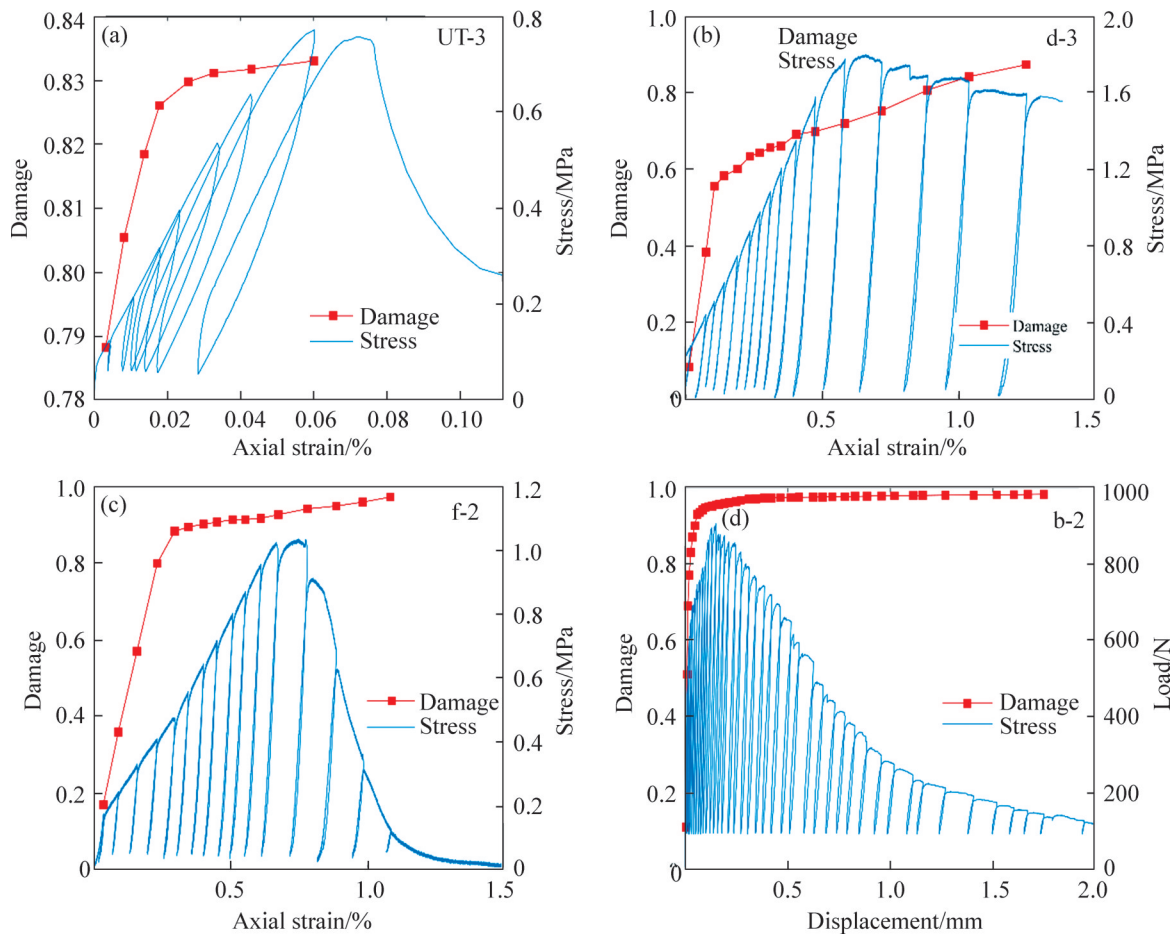 (a)
UT-3
0.84
0.83
0.82
0.81
0.80
0.79
0.78
Damage
0.8
0.6
0.4
0.2
0
Stress/MPa
Damage
Stress
0
0.02
0.04
0.06
0.08
0.10
Axial strain/%
(b)
Damage
Stress
d-3
1.0
0.8
0.6
0.4
0.2
0
Damage
2.0
1.6
1.2
0.8
0.4
0
Stress/MPa
Damage
Stress
0.5
1.0
1.5
Axial strain/%
(c)
f-2
1.0
0.8
0.6
0.4
0.2
0
Damage
1.2
1.0
0.8
0.6
0.4
0.2
0
Stress/MPa
Damage
Stress
0.5
1.0
1.5
Axial strain/%
(d)
b-2
1.0
0.8
0.6
0.4
0.2
0
Damage
1000
800
600
400
200
0
Load/N
Damage
Stress
0.5
1.0
1.5
2.0
Displacement/mm